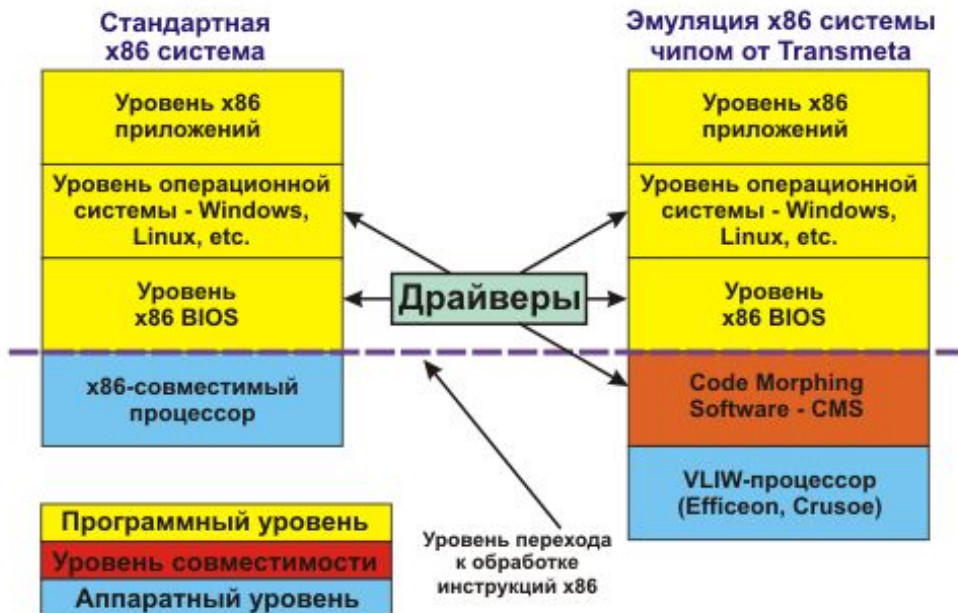 Стандартная
x86 система
Уровень x86
приложений
Уровень операционной
системы - Windows,
Linux, etc.
Уровень
x86 BIOS
x86-совместимый
процессор
Драйверы
Эмуляция x86 системы
чипом от Transmeta
Уровень x86
приложений
Уровень операционной
системы - Windows,
Linux, etc.
Уровень
x86 BIOS
Code Morphing
Software - CMS
VLIW-процессор
(Efficeon, Crusoe)
Программный уровень
Уровень совместимости
Аппаратный уровень
Уровень перехода
к обработке
инструкций x86